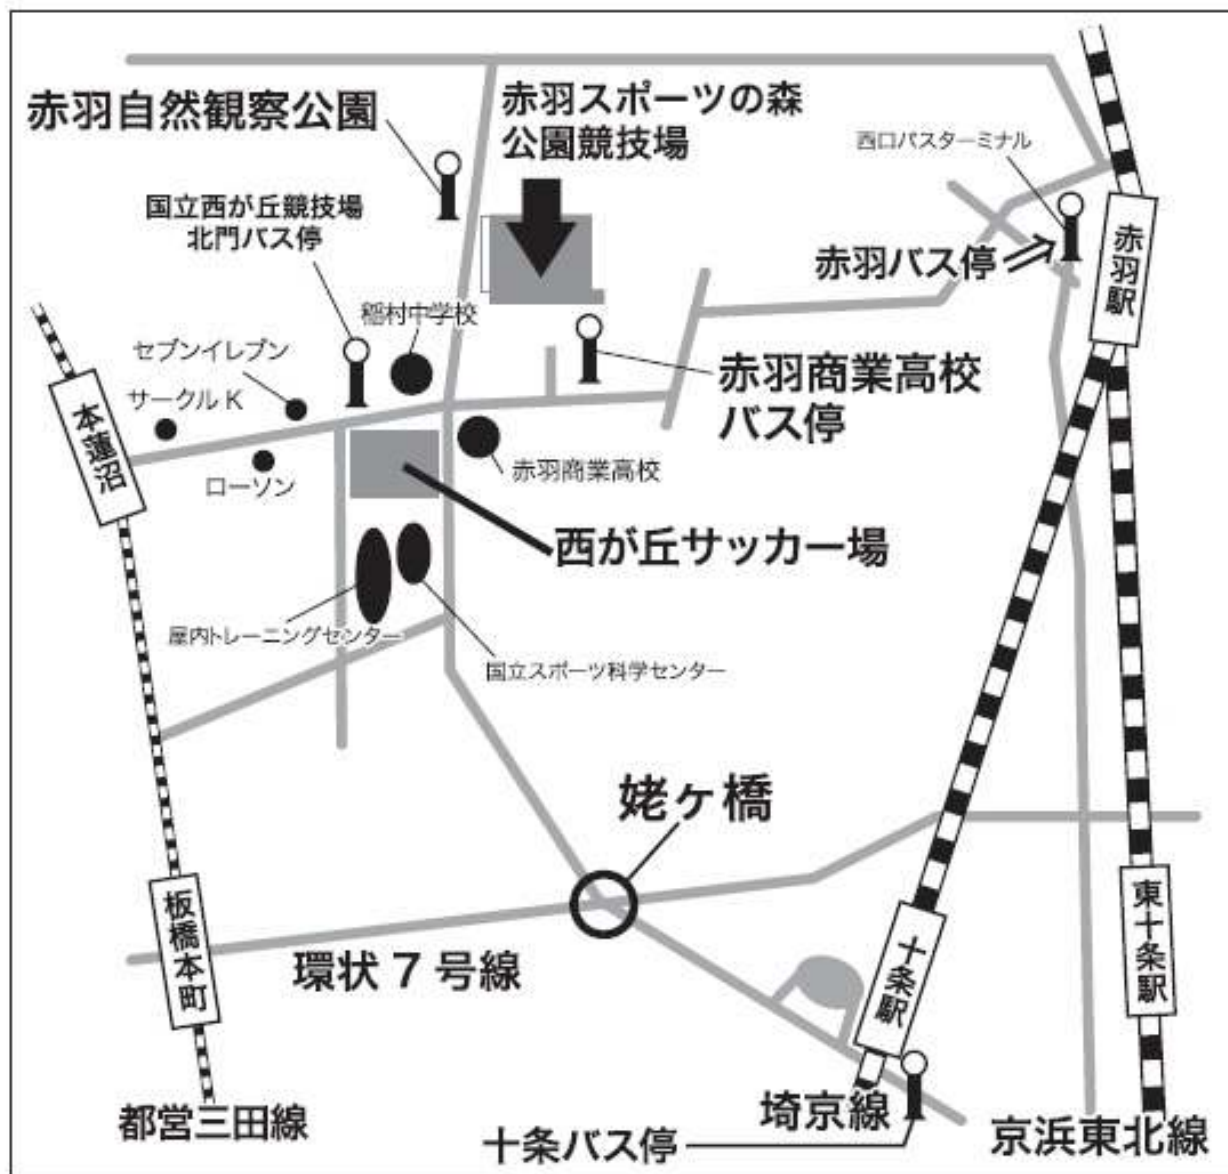 赤羽自然観察公園
赤羽スポーツの森
公園競技場
西口バスターミナル
国立西が丘競技場
北門バス停
赤羽バス停
赤羽駅
稲村中学校
セブンイレブン
サークルK
本蓮沼
ローソン
赤羽商業高校
バス停
赤羽商業高校
西が丘サッカー場
屋内トレーニングセンター
国立スポーツ科学センター
姥ヶ橋
板橋本町
環状7号線
十条駅
東十条駅
都営三田線
埼京線
十条バス停
京浜東北線